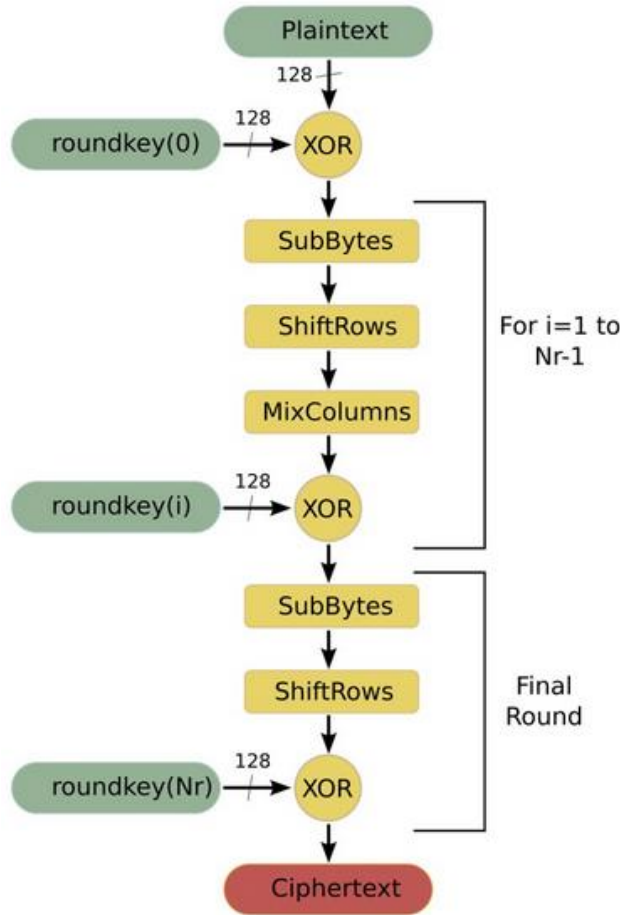 Plaintext
128
128
roundkey(0)
XOR
SubBytes
ShiftRows
For i=1 to
Nr-1
MixColumns
128
roundkey(i)
XOR
SubBytes
ShiftRows
Final
Round
128
roundkey(Nr)
XOR
Ciphertext